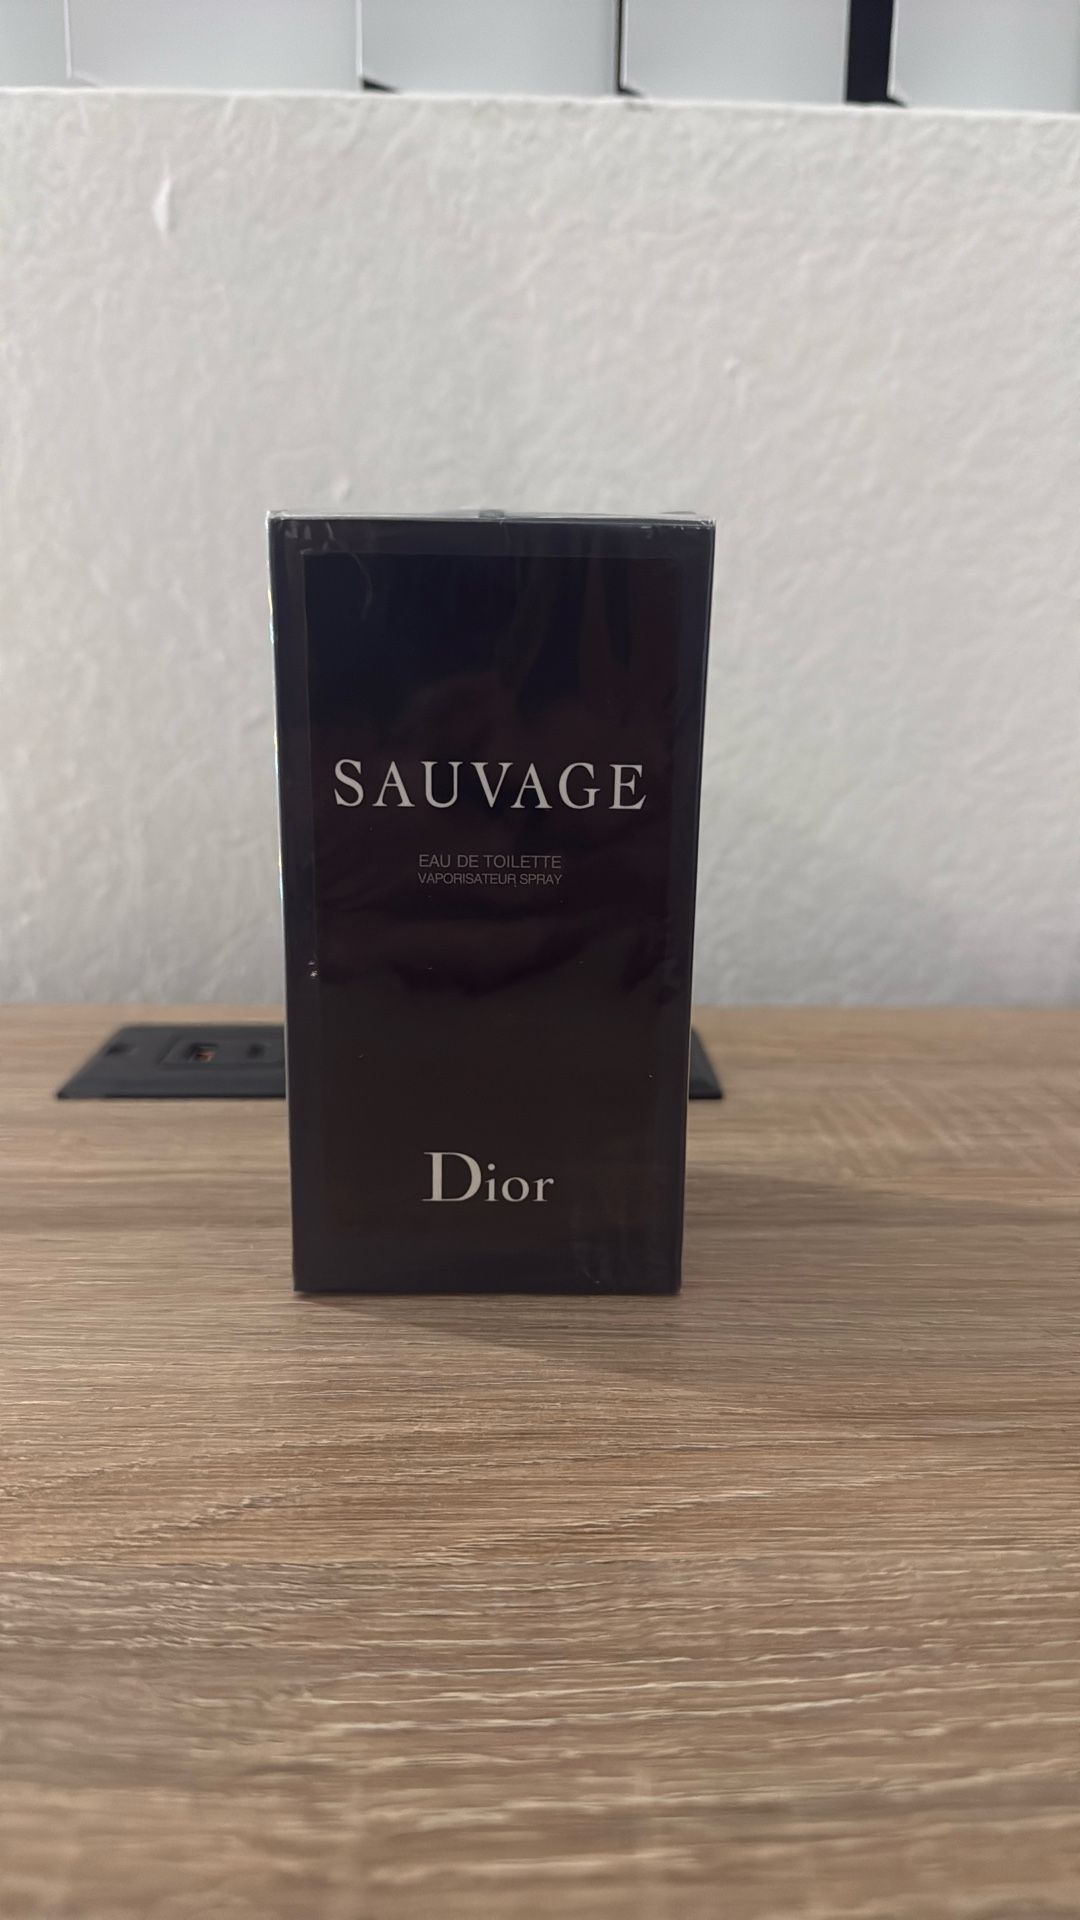 SAUVAGE
EAU DE TOILETTE
VAPORISATEUR SPRAY
Dior